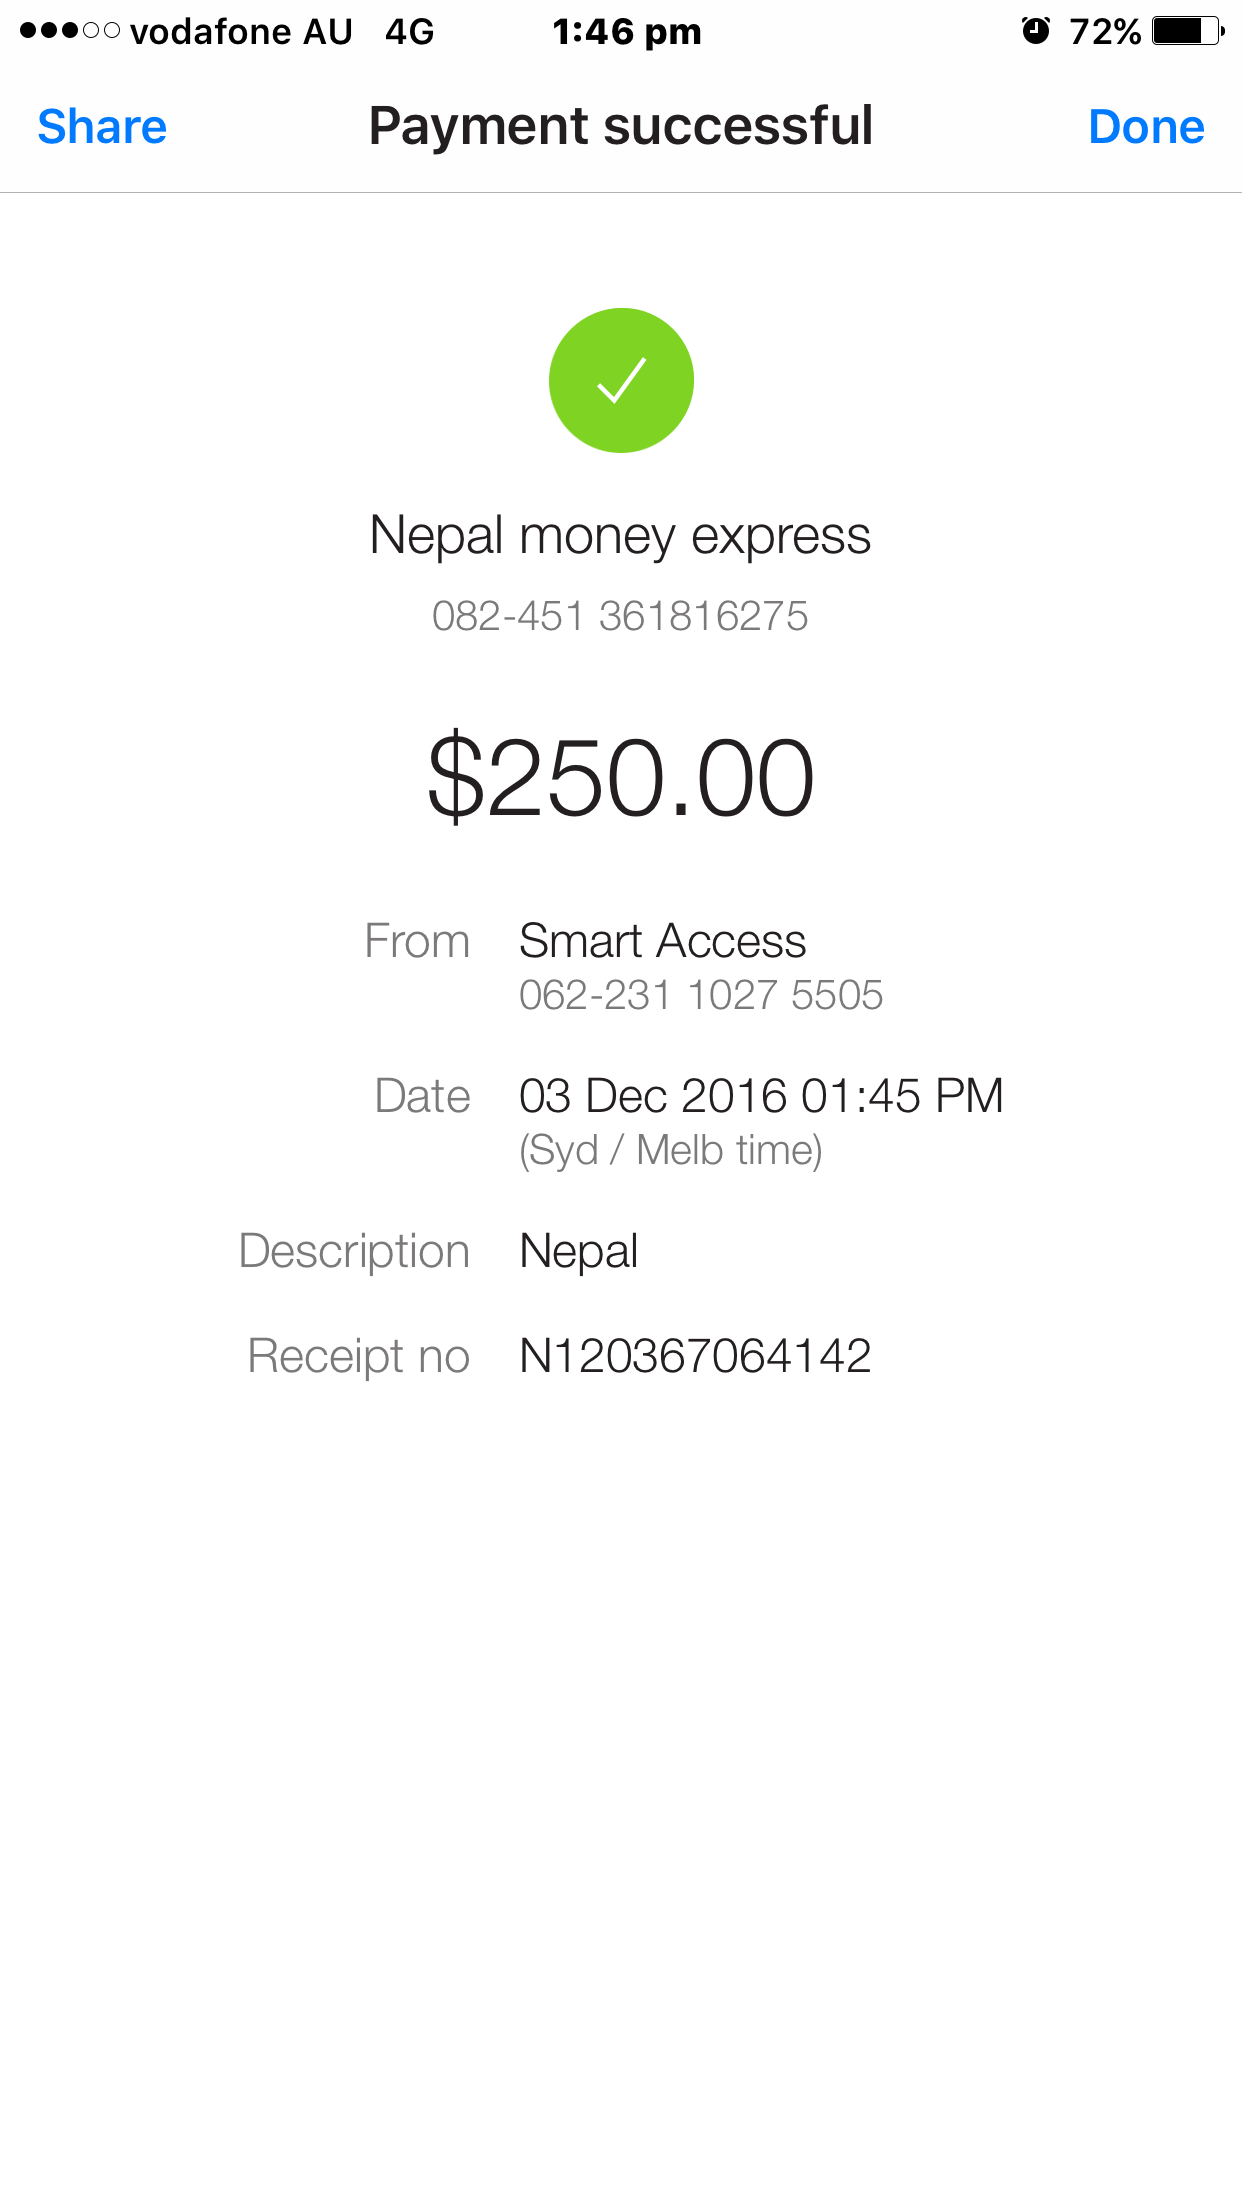 vodafone AU 4G 1:46 pm 72%
Share Payment successful Done
Nepal money express
082-451 361816275
$250.00
From Smart Access
062-231 1027 5505
Date 03 Dec 2016 01:45 PM
(Syd / Melb time)
Description Nepal
Receipt no N120367064142